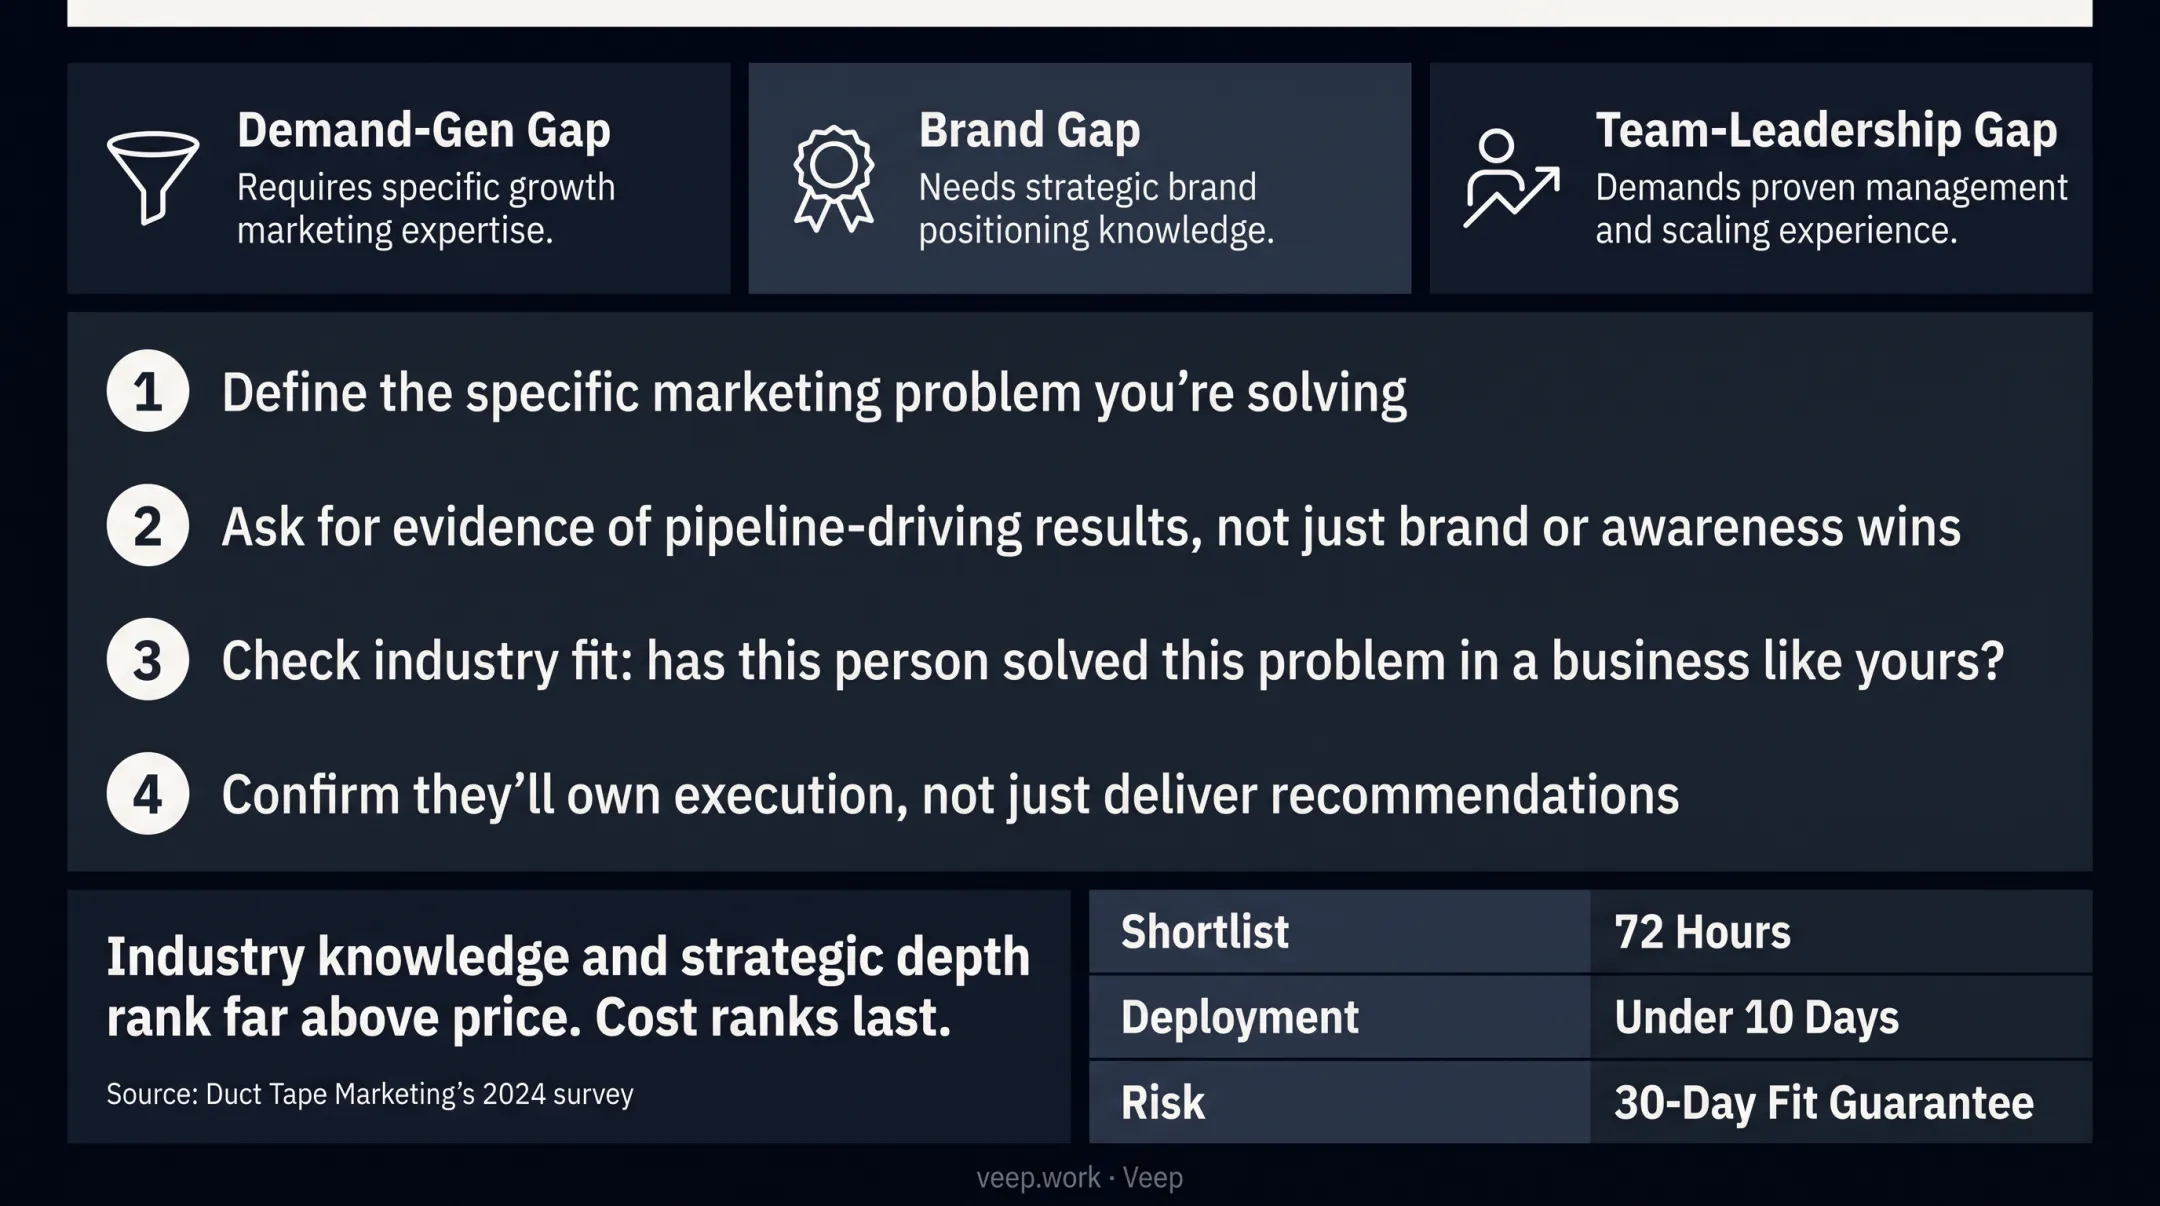 Demand-Gen Gap
Requires specific growth
marketing expertise.
Brand Gap
Needs strategic brand
positioning knowledge.
Team-Leadership Gap
Demands proven management
and scaling experience.
1 Define the specific marketing problem you’re solving
2 Ask for evidence of pipeline-driving results, not just brand or awareness wins
3 Check industry fit: has this person solved this problem in a business like yours?
4 Confirm they’ll own execution, not just deliver recommendations
Industry knowledge and strategic depth
rank far above price. Cost ranks last.
Source: Duct Tape Marketing’s 2024 survey
Shortlist 72 Hours
Deployment Under 10 Days
Risk 30-Day Fit Guarantee
veep.work · Veep